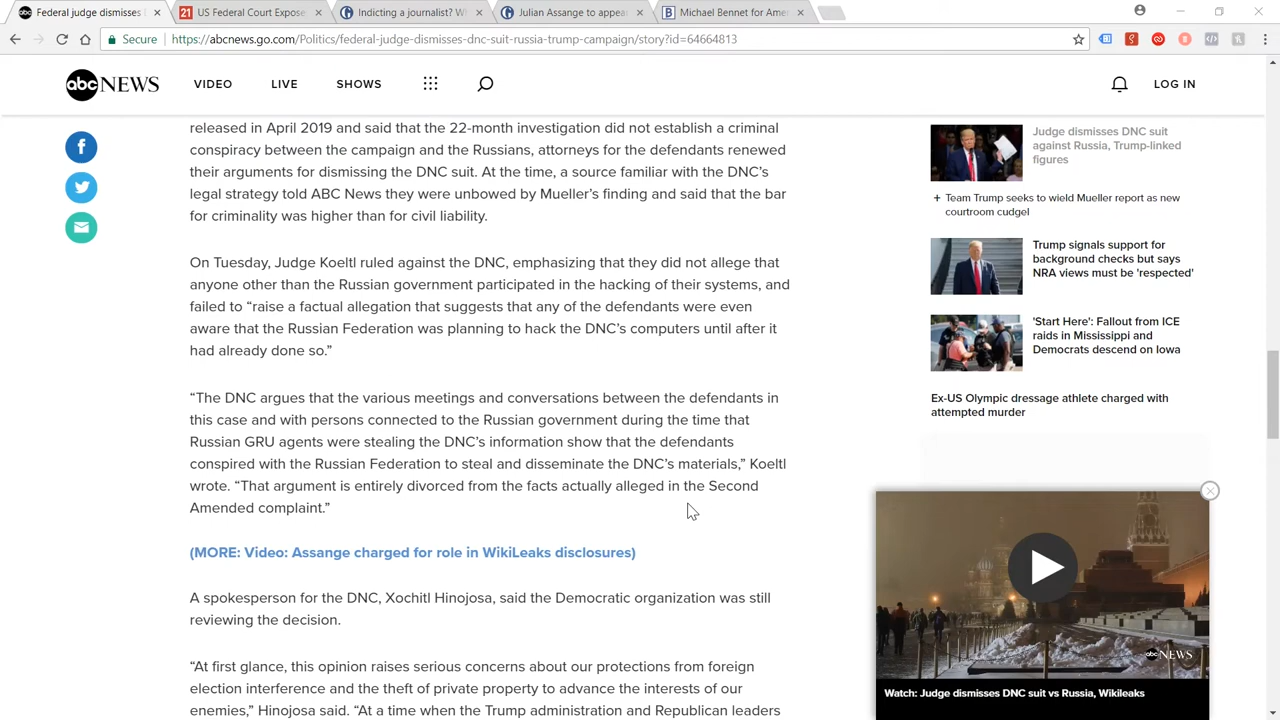 Federal judge dismisses
US Federal Court Expose
Indicting a journalist? W
Julian Assange to appea
Michael Bennet for Ame
Secure
https://abcnews.go.com/Politics/federal-judge-dismisses-dnc-suit-russia-trump-campaign/story?id=64664813
abc NEWS
VIDEO
LIVE
SHOWS
LOG IN
released in April 2019 and said that the 22-month investigation did not establish a criminal
conspiracy between the campaign and the Russians, attorneys for the defendants renewed
their arguments for dismissing the DNC suit. At the time, a source familiar with the DNC’s
legal strategy told ABC News they were unbowed by Mueller’s finding and said that the bar
for criminality was higher than for civil liability.
On Tuesday, Judge Koeltl ruled against the DNC, emphasizing that they did not allege that
anyone other than the Russian government participated in the hacking of their systems, and
failed to “raise a factual allegation that suggests that any of the defendants were even
aware that the Russian Federation was planning to hack the DNC’s computers until after it
had already done so.”
“The DNC argues that the various meetings and conversations between the defendants in
this case and with persons connected to the Russian government during the time that
Russian GRU agents were stealing the DNC’s information show that the defendants
conspired with the Russian Federation to steal and disseminate the DNC’s materials,” Koeltl
wrote. “That argument is entirely divorced from the facts actually alleged in the Second
Amended complaint.”
(MORE: Video: Assange charged for role in WikiLeaks disclosures)
A spokesperson for the DNC, Xochitl Hinojosa, said the Democratic organization was still
reviewing the decision.
“At first glance, this opinion raises serious concerns about our protections from foreign
election interference and the theft of private property to advance the interests of our
enemies,” Hinojosa said. “At a time when the Trump administration and Republican leaders
Judge dismisses DNC suit
against Russia, Trump-linked
figures
+ Team Trump seeks to wield Mueller report as new
courtroom cudgel
Trump signals support for
background checks but says
NRA views must be 'respected'
'Start Here': Fallout from ICE
raids in Mississippi and
Democrats descend on Iowa
Ex-US Olympic dressage athlete charged with
attempted murder
abc NEWS
Watch: Judge dismisses DNC suit vs Russia, Wikileaks